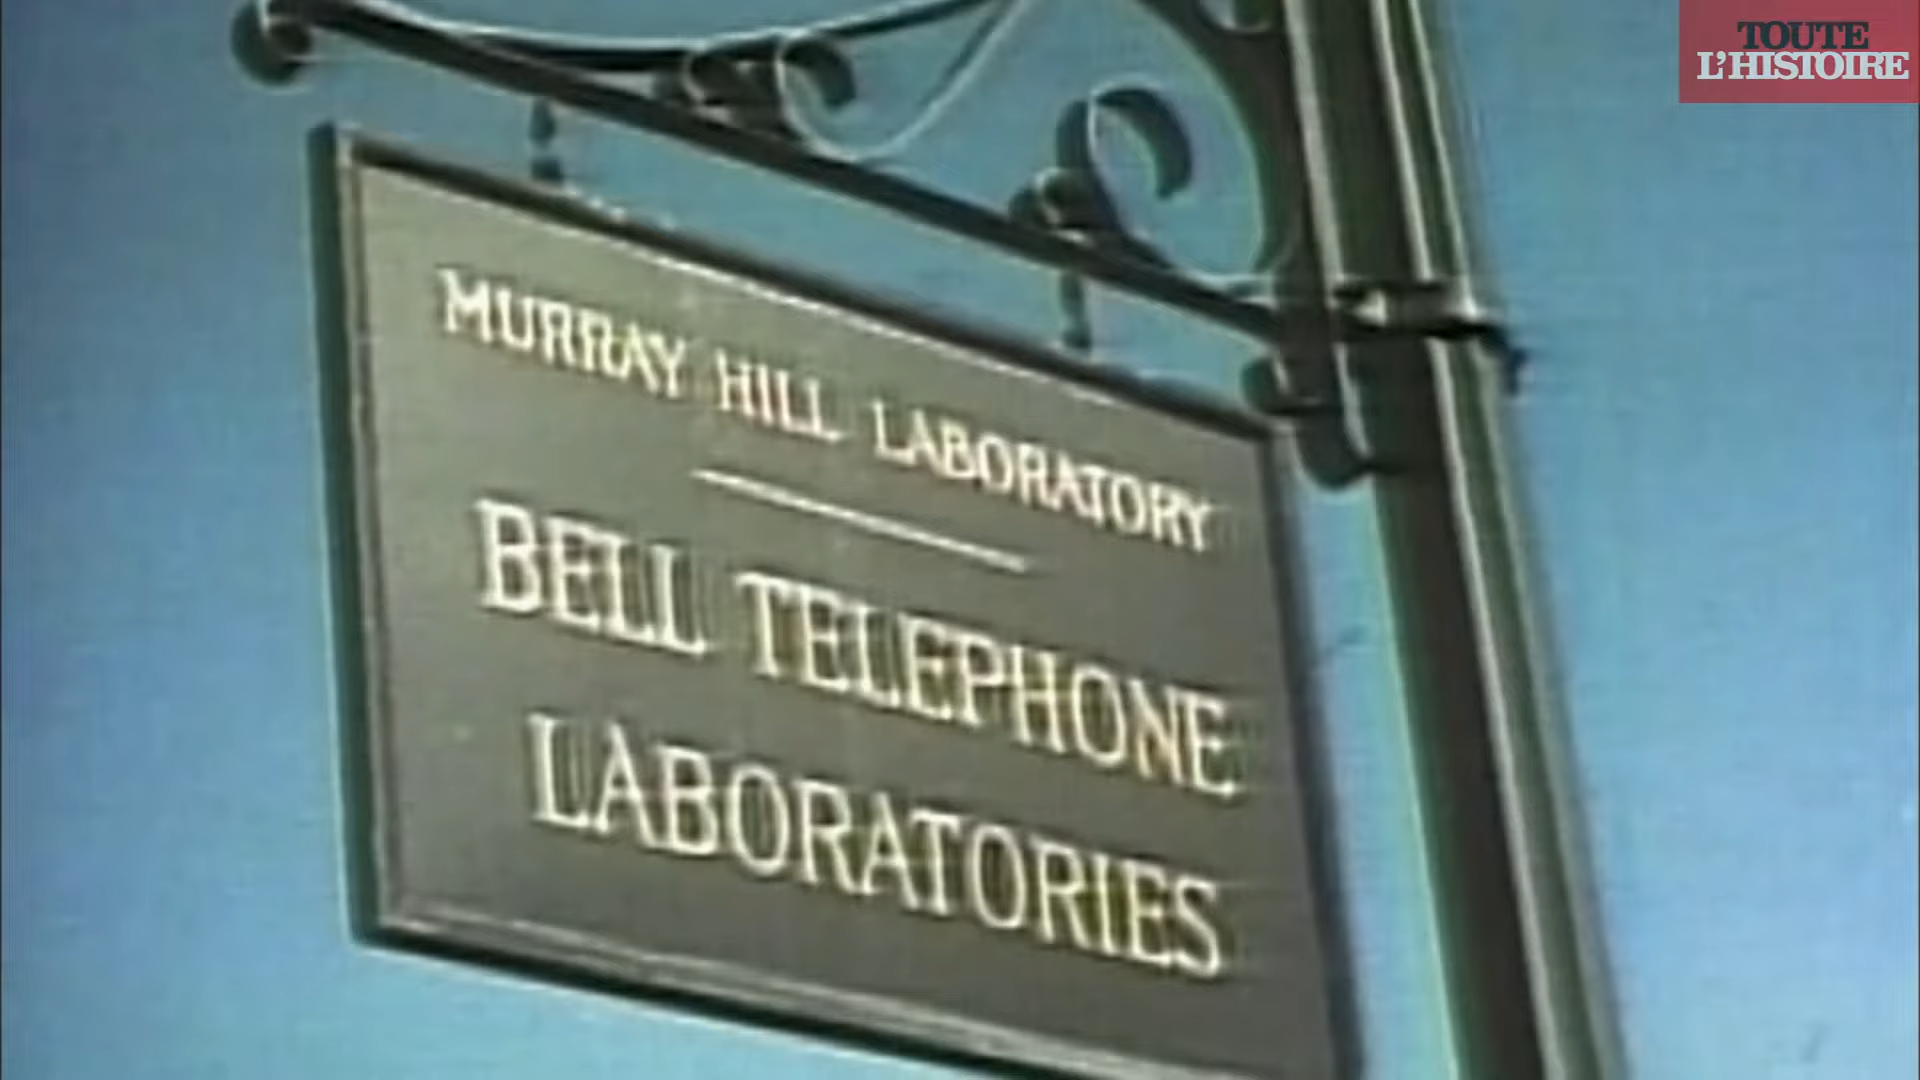 TOUTE
L'HISTOIRE
MURRAY HILL LABORATORY
BELL TELEPHONE
LABORATORIES